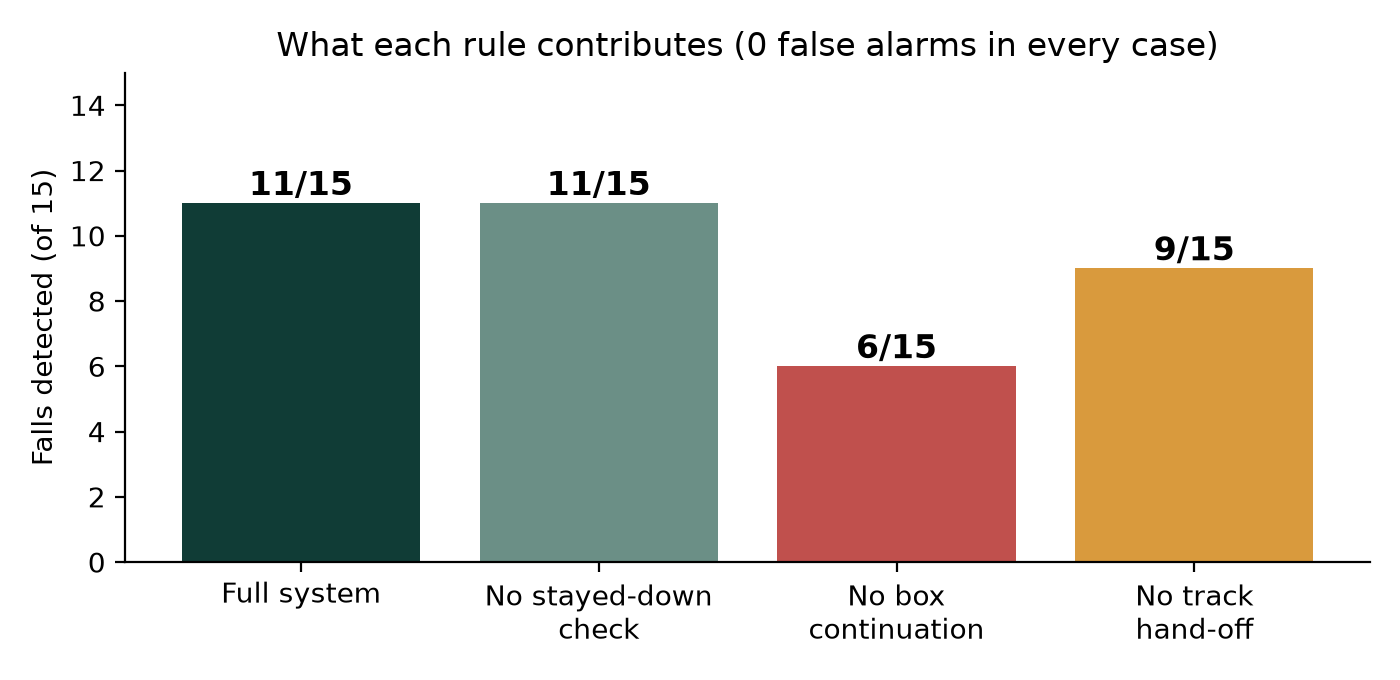 What each rule contributes (0 false alarms in every case)
Falls detected (of 15)
14
12
10
8
6
4
2
0
11/15
11/15
6/15
9/15
Full system
No stayed-down
check
No box
continuation
No track
hand-off